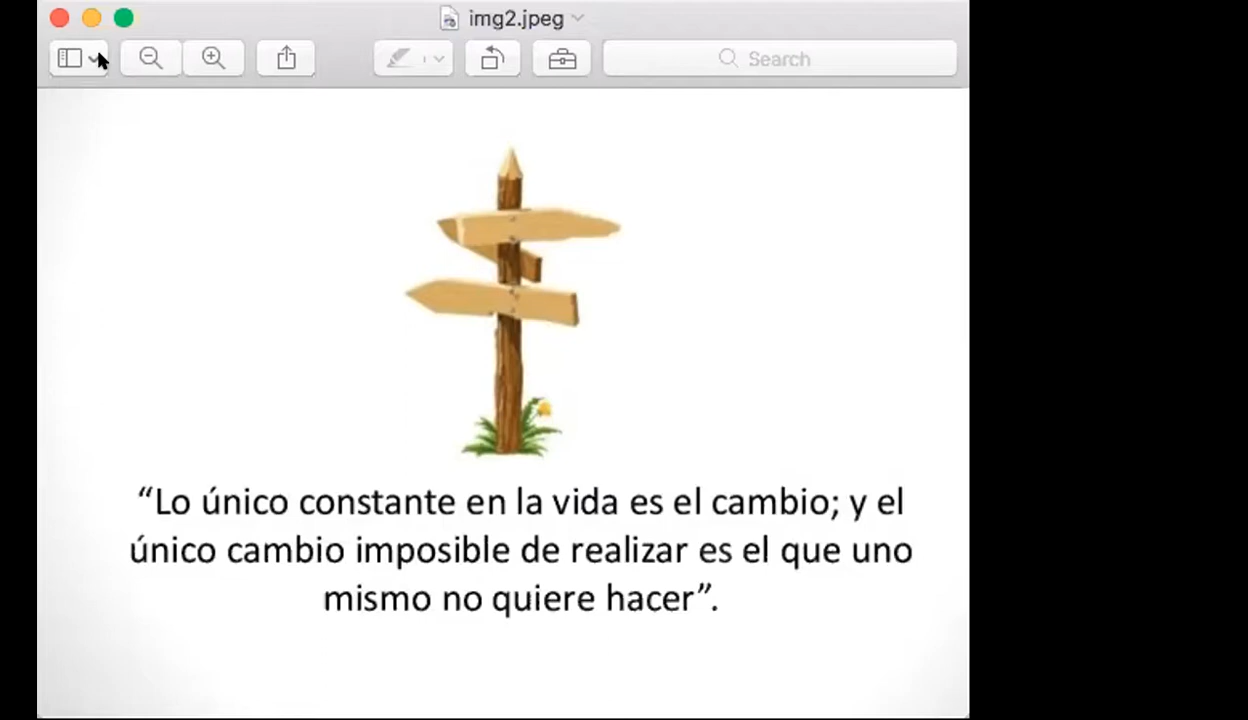 img2.jpeg
Search
“Lo único constante en la vida es el cambio; y el
único cambio imposible de realizar es el que uno
mismo no quiere hacer”.